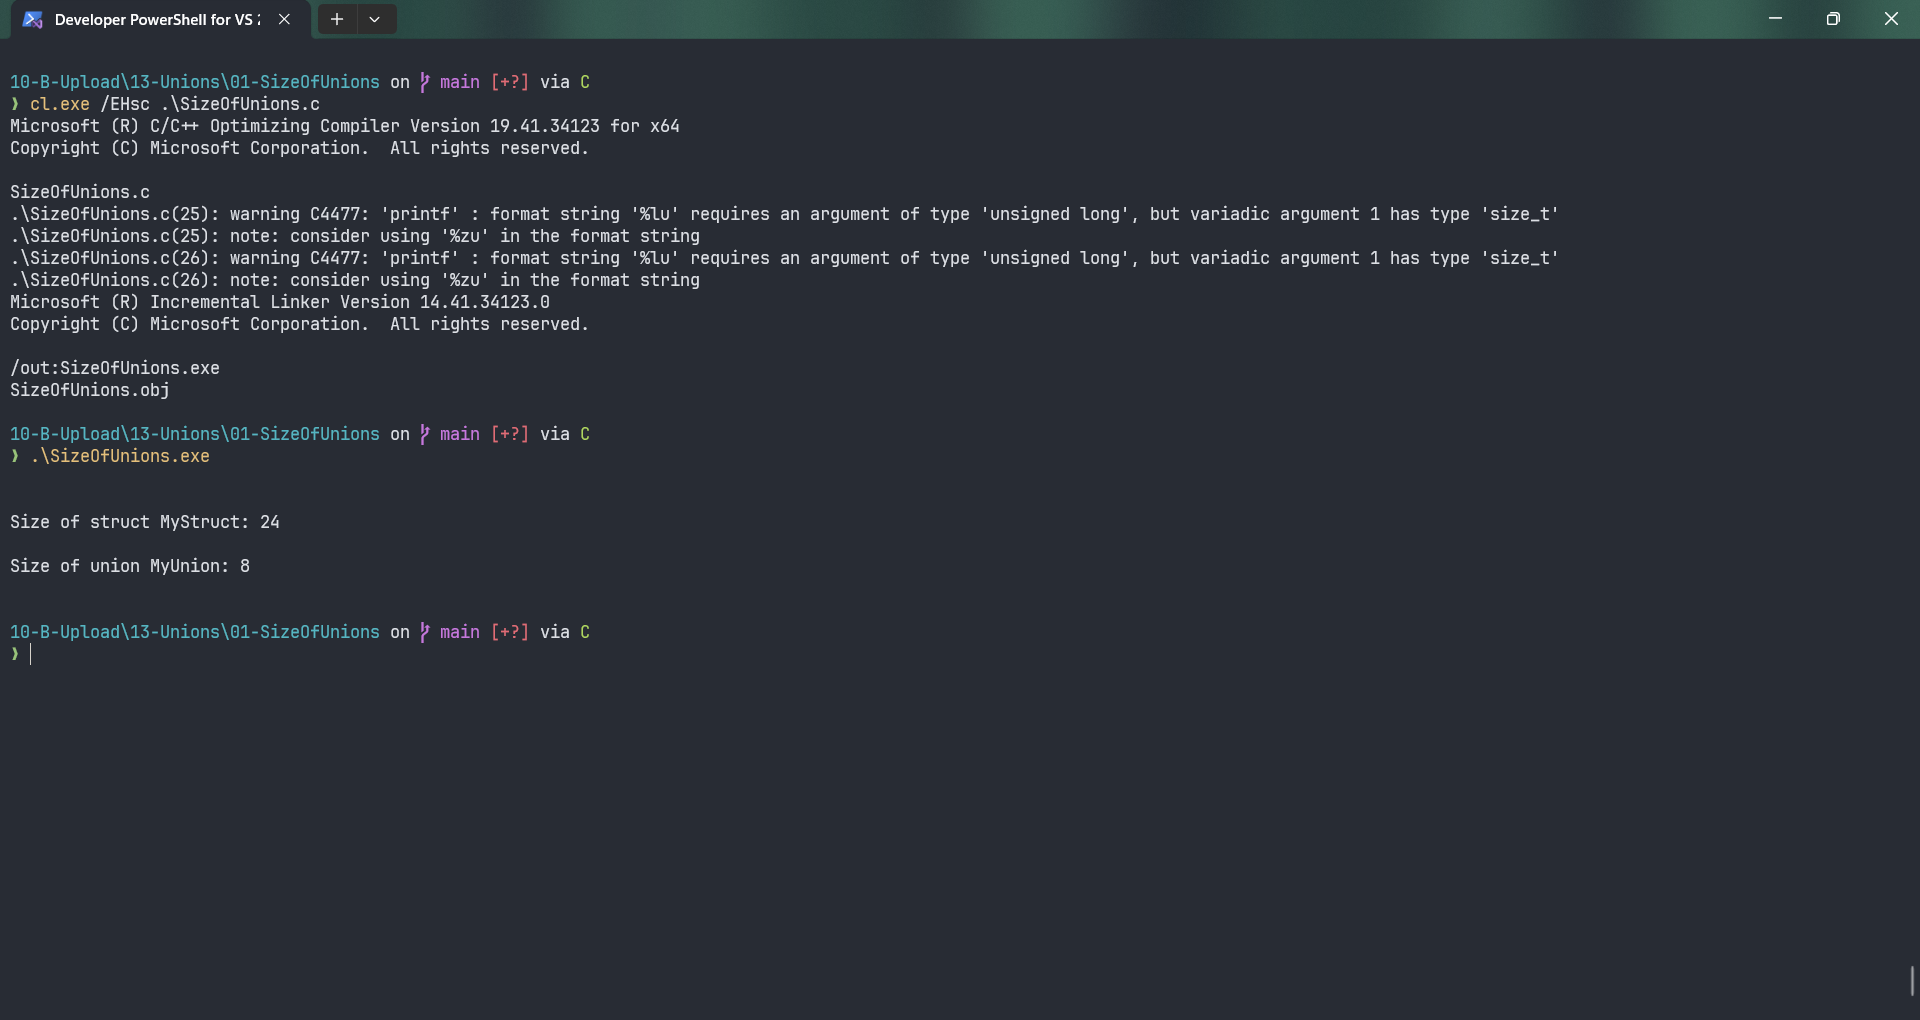 Developer PowerShell for VS
10-B-Upload\13-Unions\01-SizeOfUnions on main [+?] via C
❯ cl.exe /EHsc .\SizeOfUnions.c
Microsoft (R) C/C++ Optimizing Compiler Version 19.41.34123 for x64
Copyright (C) Microsoft Corporation.  All rights reserved.
SizeOfUnions.c
.\SizeOfUnions.c(25): warning C4477: 'printf' : format string '%lu' requires an argument of type 'unsigned long', but variadic argument 1 has type 'size_t'
.\SizeOfUnions.c(25): note: consider using '%zu' in the format string
.\SizeOfUnions.c(26): warning C4477: 'printf' : format string '%lu' requires an argument of type 'unsigned long', but variadic argument 1 has type 'size_t'
.\SizeOfUnions.c(26): note: consider using '%zu' in the format string
Microsoft (R) Incremental Linker Version 14.41.34123.0
Copyright (C) Microsoft Corporation.  All rights reserved.
/out:SizeOfUnions.exe
SizeOfUnions.obj
10-B-Upload\13-Unions\01-SizeOfUnions on main [+?] via C
❯ .\SizeOfUnions.exe
Size of struct MyStruct: 24
Size of union MyUnion: 8
10-B-Upload\13-Unions\01-SizeOfUnions on main [+?] via C
❯